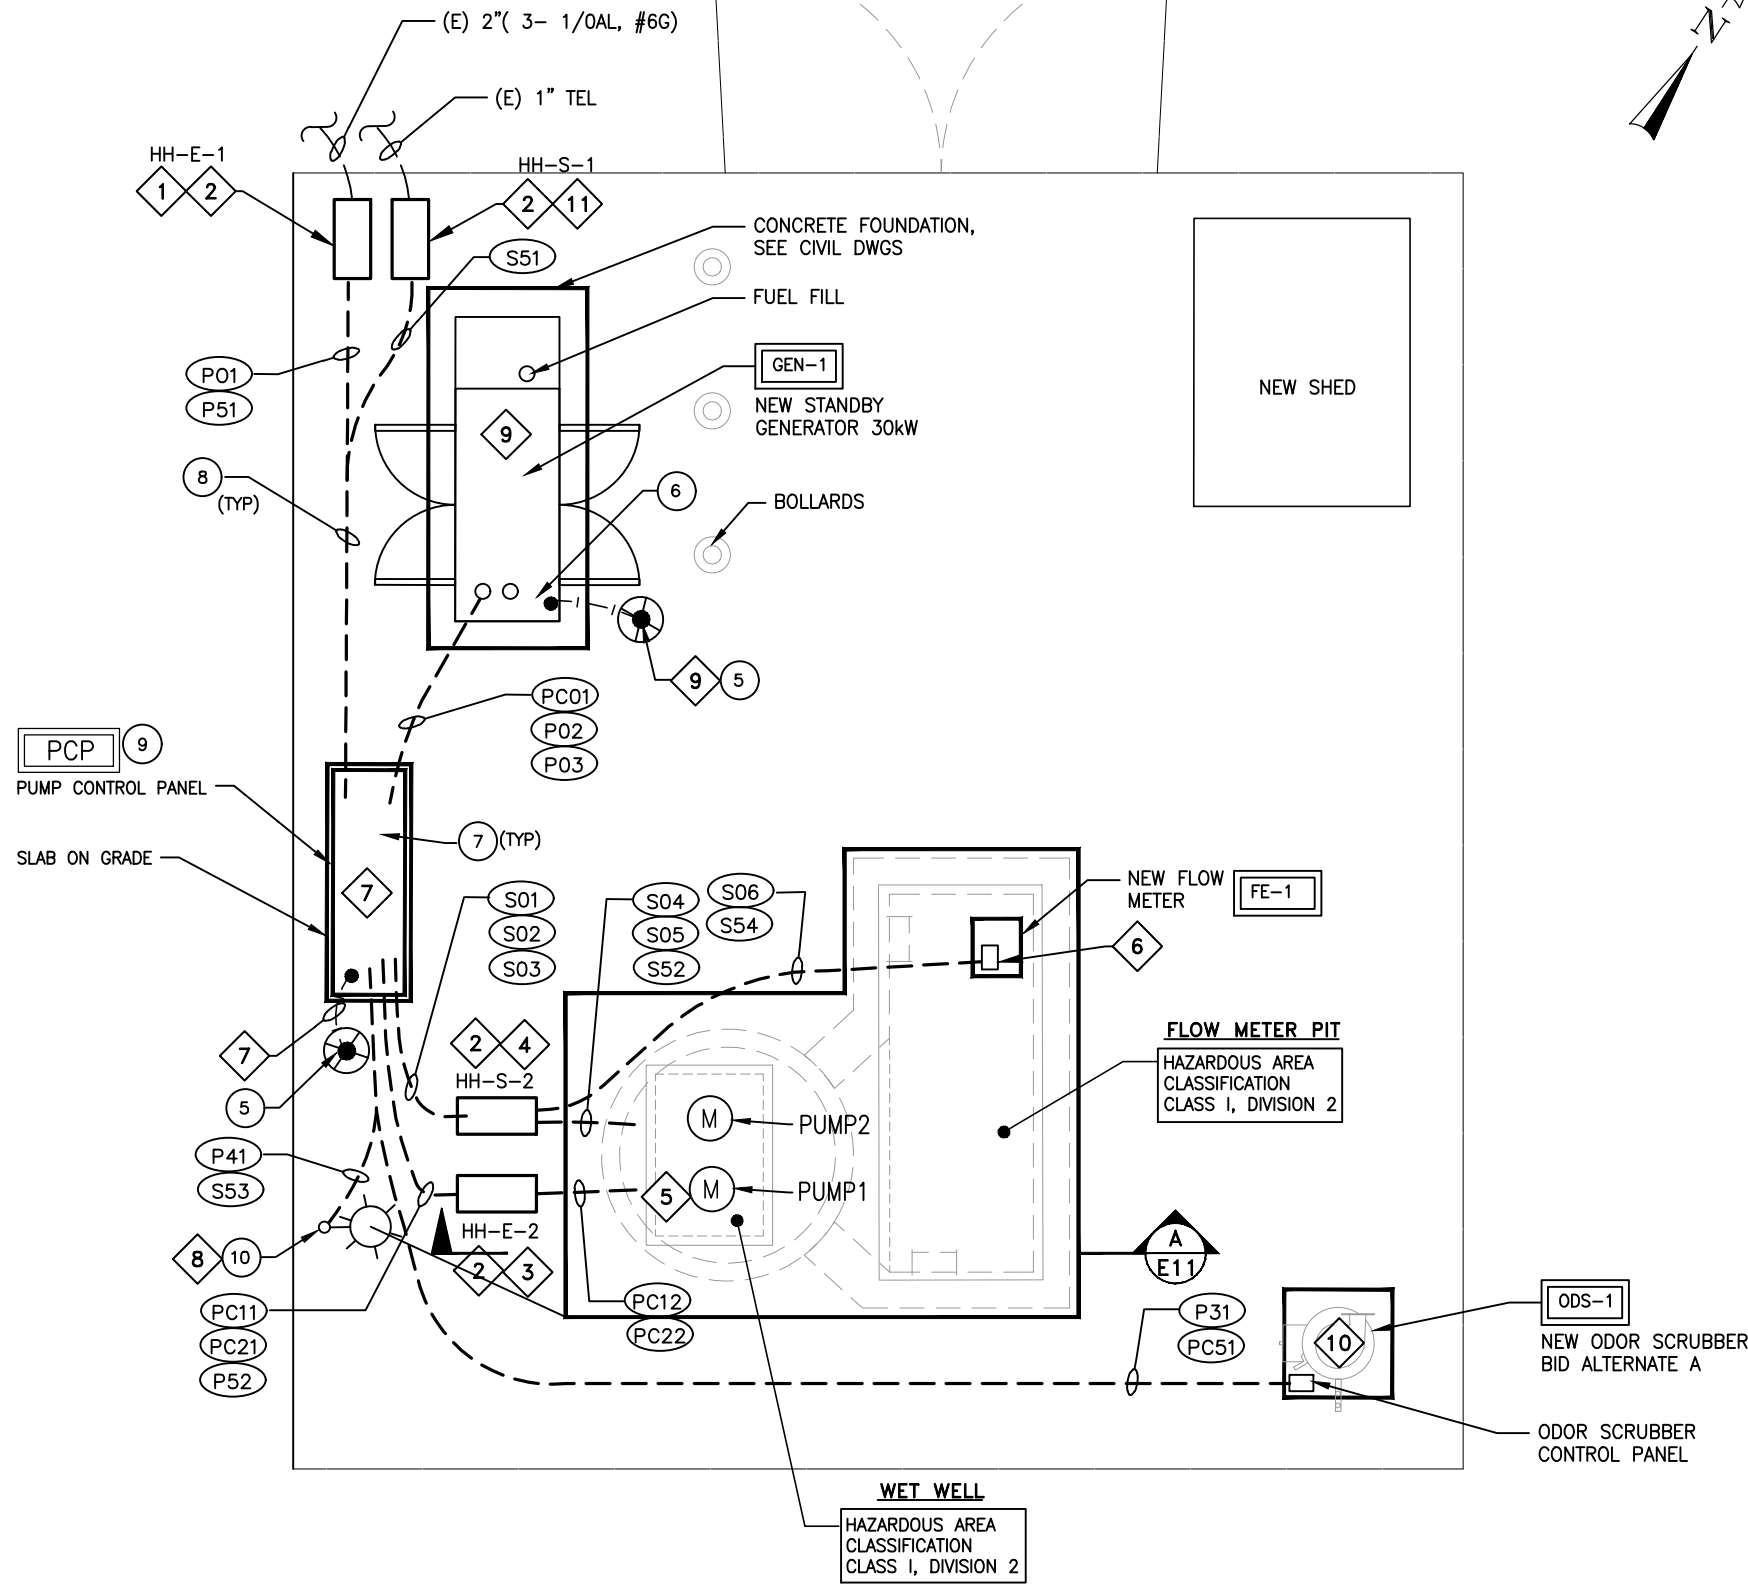 (E) 2"( 3- 1/0AL, #6G)
N
(E) 1" TEL
HH-E-1
1 2
HH-S-1
2 11
S51
CONCRETE FOUNDATION,
SEE CIVIL DWGS
FUEL FILL
P01
P51
GEN-1
NEW STANDBY
GENERATOR 30kW
NEW SHED
9
8
(TYP)
6
BOLLARDS
9 5
PC01
P02
P03
PCP 9
PUMP CONTROL PANEL
7 (TYP)
SLAB ON GRADE
7
S01
S02
S03
S04
S05
S52
S06
S54
NEW FLOW
METER
FE-1
6
FLOW METER PIT
HAZARDOUS AREA
CLASSIFICATION
CLASS I, DIVISION 2
7
2 4
HH-S-2
5
M
PUMP2
P41
S53
5
M
PUMP1
HH-E-2
2 3
8 10
A
E11
PC11
PC21
P52
PC12
PC22
P31
PC51
10
ODS-1
NEW ODOR SCRUBBER
BID ALTERNATE A
ODOR SCRUBBER
CONTROL PANEL
WET WELL
HAZARDOUS AREA
CLASSIFICATION
CLASS I, DIVISION 2